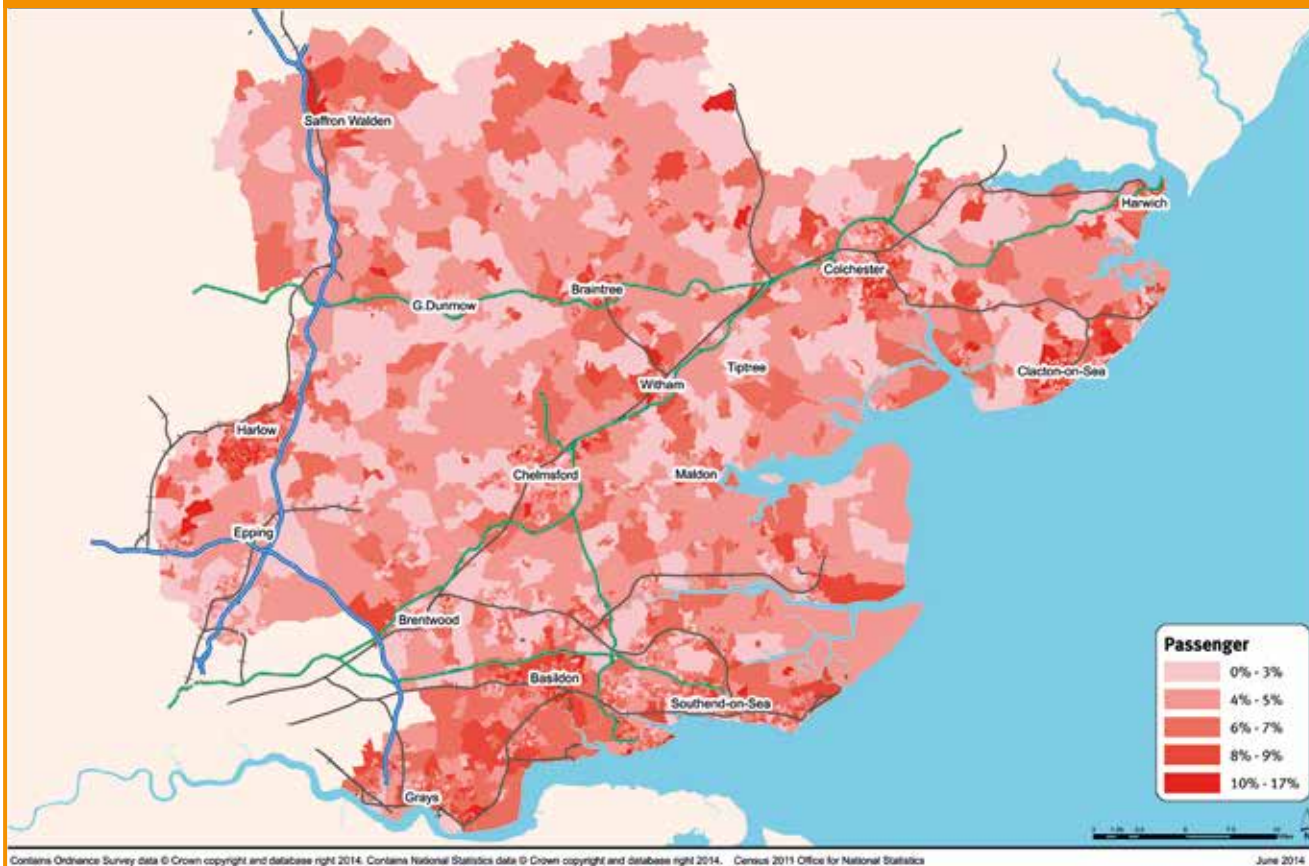 Saffron Walden
Harwich
Colchester
Braintree
G.Dunmow
Tiptree
Clacton-on-Sea
Witham
Harlow
Chelmsford
Maldon
Epping
Brentwood
Basildon
Southend-on-Sea
Grays
Passenger
0% - 3%
4% - 5%
6% - 7%
8% - 9%
10% - 17%
Contains Ordnance Survey data © Crown copyright and database right 2014. Contains National Statistics data © Crown copyright and database right 2014. Census 2011 Office for National Statistics
June 2014